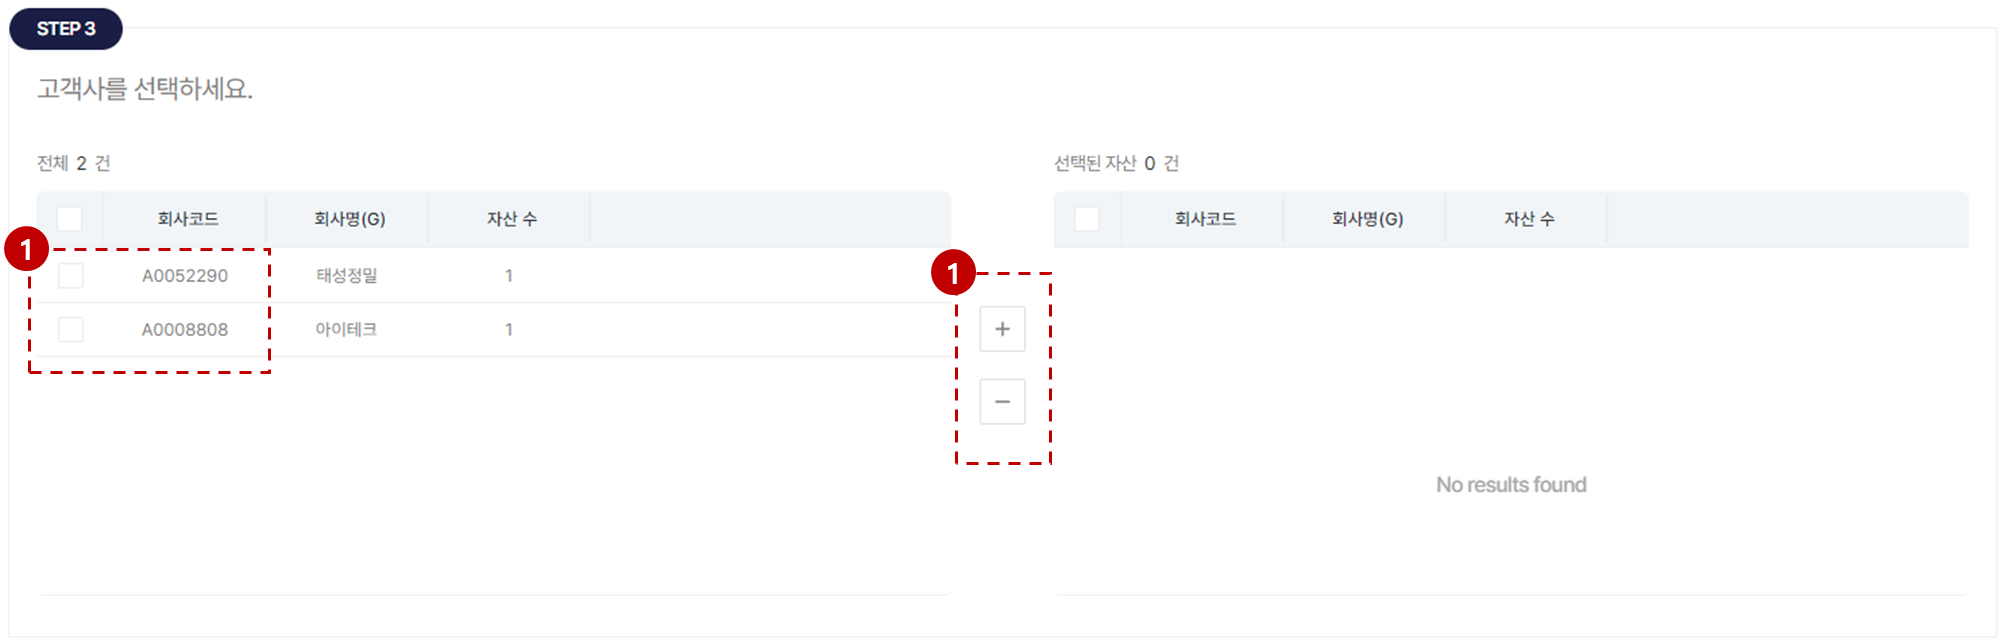 STEP 3
고객사를 선택하세요.
전체 2 건
회사코드 회사명(G) 자산 수
1
A0052290 태성정밀 1
A0008808 아이테크 1
1
+
−
선택된 자산 0 건
회사코드 회사명(G) 자산 수
No results found